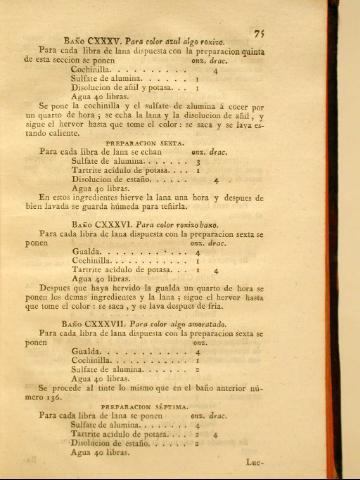 75
BAÑO CXXXV. Para color azul algo roxizo.
Para cada libra de lana dispuesta con la preparacion quinta
de esta seccion se ponen onz. drac.
Cochinilla. . . . . . . . . . 4
Sulfate de alumina. . . . . . 1
Disolucion de añil y potasa. . . 1
Agua 40 libras.
Se pone la cochinilla y el sulfate de alumina á cocer por
un quarto de hora; se echa la lana y la disolucion de añil, y
sigue el hervor hasta que tome el color: se saca y se lava es-
tando caliente.
PREPARACION SEXTA.
Para cada libra de lana se echan onz. drac.
Sulfate de alumina. . . . . . . 3
Tartrite acídulo de potasa. . . . 1
Disolucion de estaño. . . . . . 4
Agua 40 libras.
En estos ingredientes hierve la lana una hora y despues de
bien lavada se guarda húmeda para teñirla.
BAÑO CXXXVI. Para color roxizo baxo.
Para cada libra de lana dispuesta con la preparacion sexta se
ponen onz. drac.
Gualda. . . . . . . . . . . . 4
Cochinilla. . . . . . . . . . . 1
Tartrite acídulo de potasa. . . 1 4
Agua 40 libras.
Despues que haya hervido la gualda un quarto de hora se
ponen los demas ingredientes y la lana; sigue el hervor hasta
que tome el color: se saca, y se lava despues de fria.
BAÑO CXXXVII. Para color algo amoratado.
Para cada libra de lana dispuesta con la preparacion sexta se
ponen onz.
Gualda. . . . . . . . . . . . 4
Cochinilla. . . . . . . . . . . 1
Sulfate de alumina. . . . . . . 2
Agua 40 libras.
Se procede al tinte lo mismo que en el baño anterior nú-
mero 136.
PREPARACION SÉPTIMA.
Para cada libra de lana se ponen onz. drac.
Sulfate de alumina. . . . . . . . 4
Tartrite acídulo de potasa. . . . 2 4
Disolucion de estaño. . . . . . 2
Agua 40 libras.
Luc-